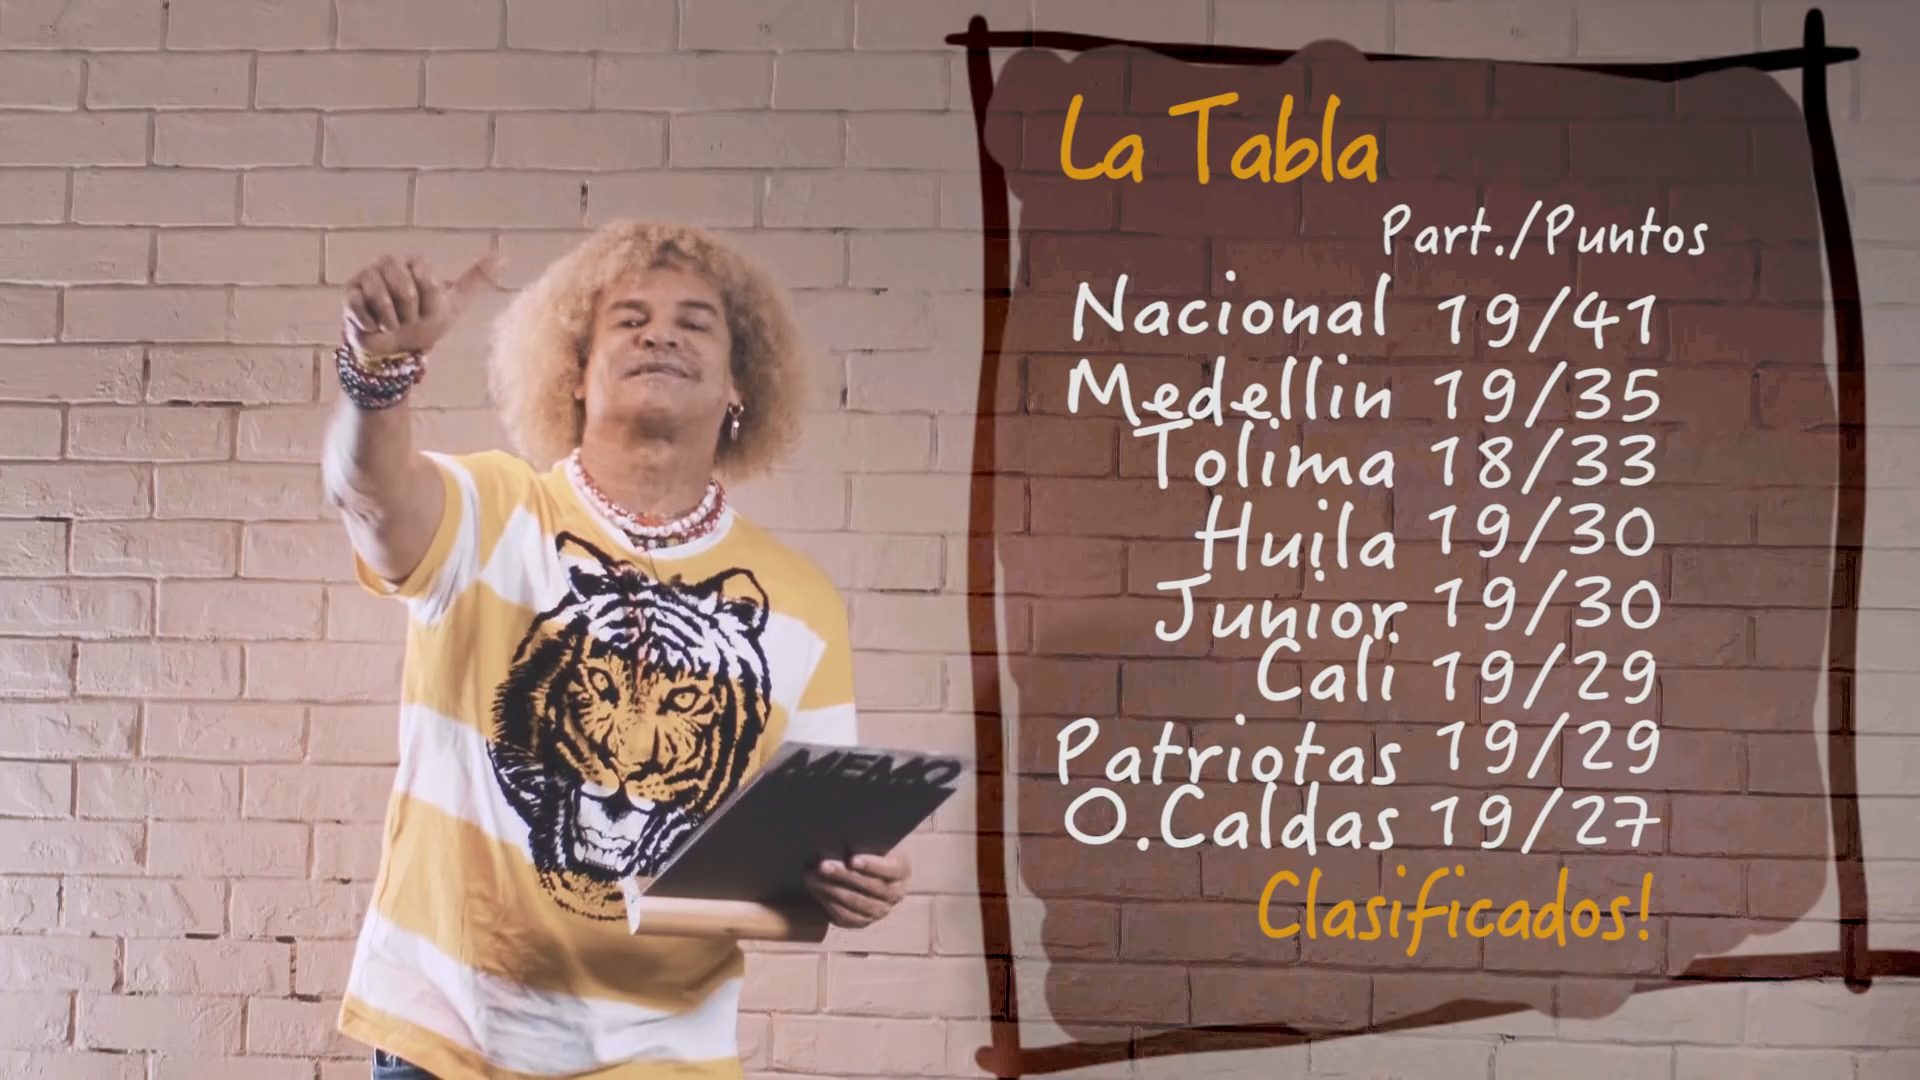 La Tabla
Part./Puntos
Nacional 19/41
Medellin 19/35
Tolima 18/33
Huila 19/30
Junior 19/30
Cali 19/29
Patriotas 19/29
O.Caldas 19/27
Clasificados!
MEMO